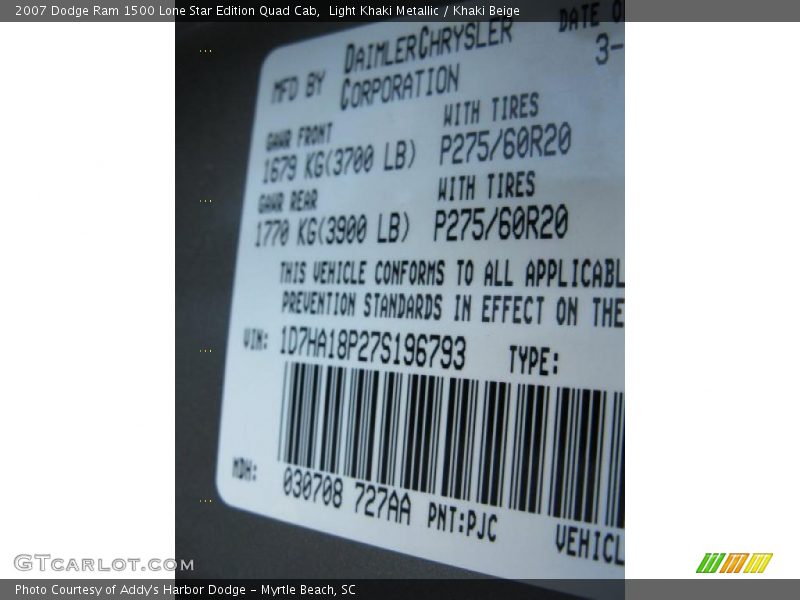 2007 Dodge Ram 1500 Lone Star Edition Quad Cab,  Light Khaki Metallic / Khaki Beige
DATE O
3-
MFD BY DAIMLERCHRYSLER
CORPORATION
GAWR FRONT WITH TIRES
1679 KG(3700 LB) P275/60R20
GAWR REAR WITH TIRES
1770 KG(3900 LB) P275/60R20
THIS VEHICLE CONFORMS TO ALL APPLICABL
PREVENTION STANDARDS IN EFFECT ON THE
VIN: 1D7HA18P27S196793 TYPE:
MDH: 030708 727AA PNT:PJC VEHICL
GTcarlot.com
Photo Courtesy of Addy's Harbor Dodge - Myrtle Beach, SC